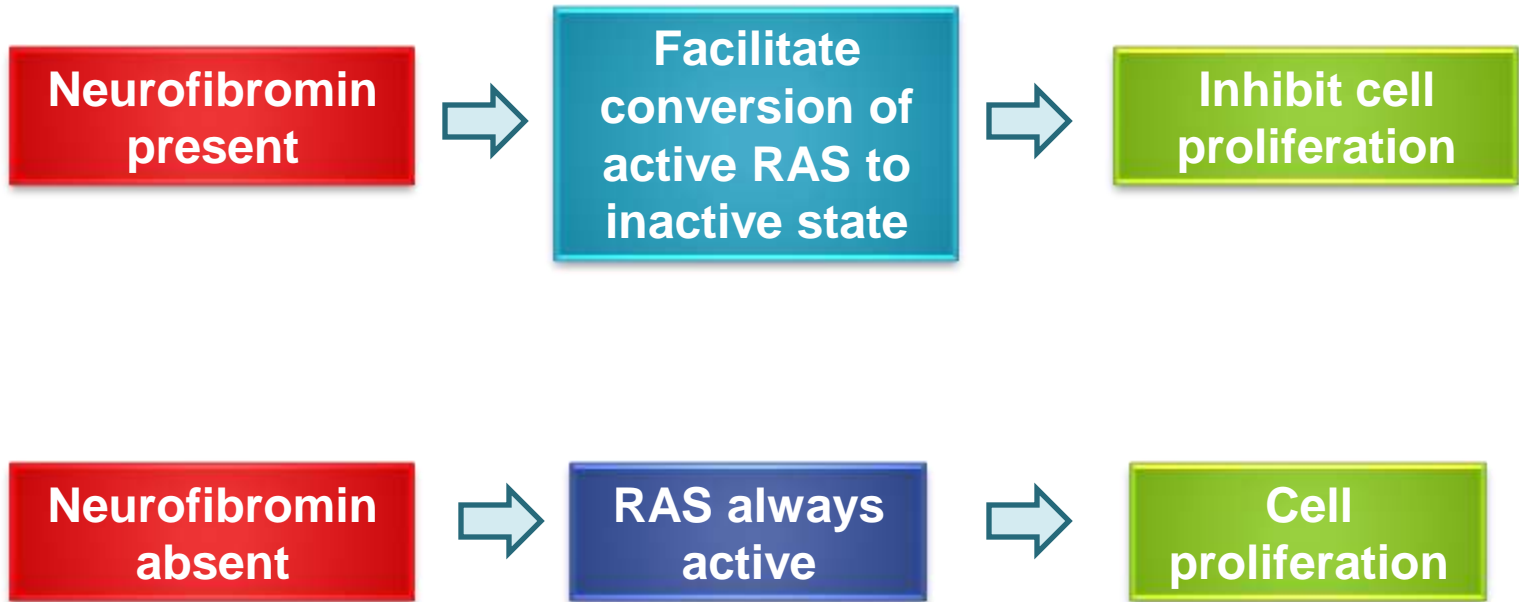 Neurofibromin
present
Facilitate
conversion of
active RAS to
inactive state
Inhibit cell
proliferation
Neurofibromin
absent
RAS always
active
Cell
proliferation